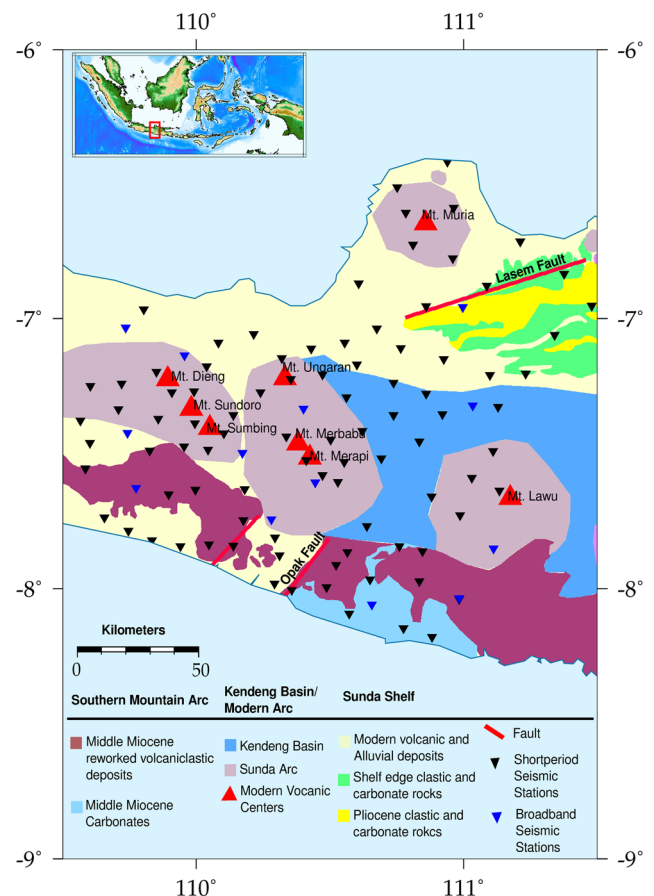 110° 111°
-6° -6°
Mt. Muria
Lasem Fault
-7° -7°
Mt. Ungaran
Mt. Dieng
Mt. Sundoro
Mt. Sumbing
Mt. Merbabu
Mt. Merapi
Mt. Lawu
Opak Fault
-8° -8°
Kilometers
0 50
Southern Mountain Arc
Middle Miocene
reworked volcaniclastic
deposits
Middle Miocene
Carbonates
Kendeng Basin/
Modern Arc
Kendeng Basin
Sunda Arc
Modern Vocanic
Centers
Sunda Shelf
Modern volcanic and
Alluvial deposits
Shelf edge clastic and
carbonate rocks
Pliocene clastic and
carbonate rokcs
Fault
Shortperiod
Seismic
Stations
Broadband
Seismic
Stations
-9° -9°
110° 111°